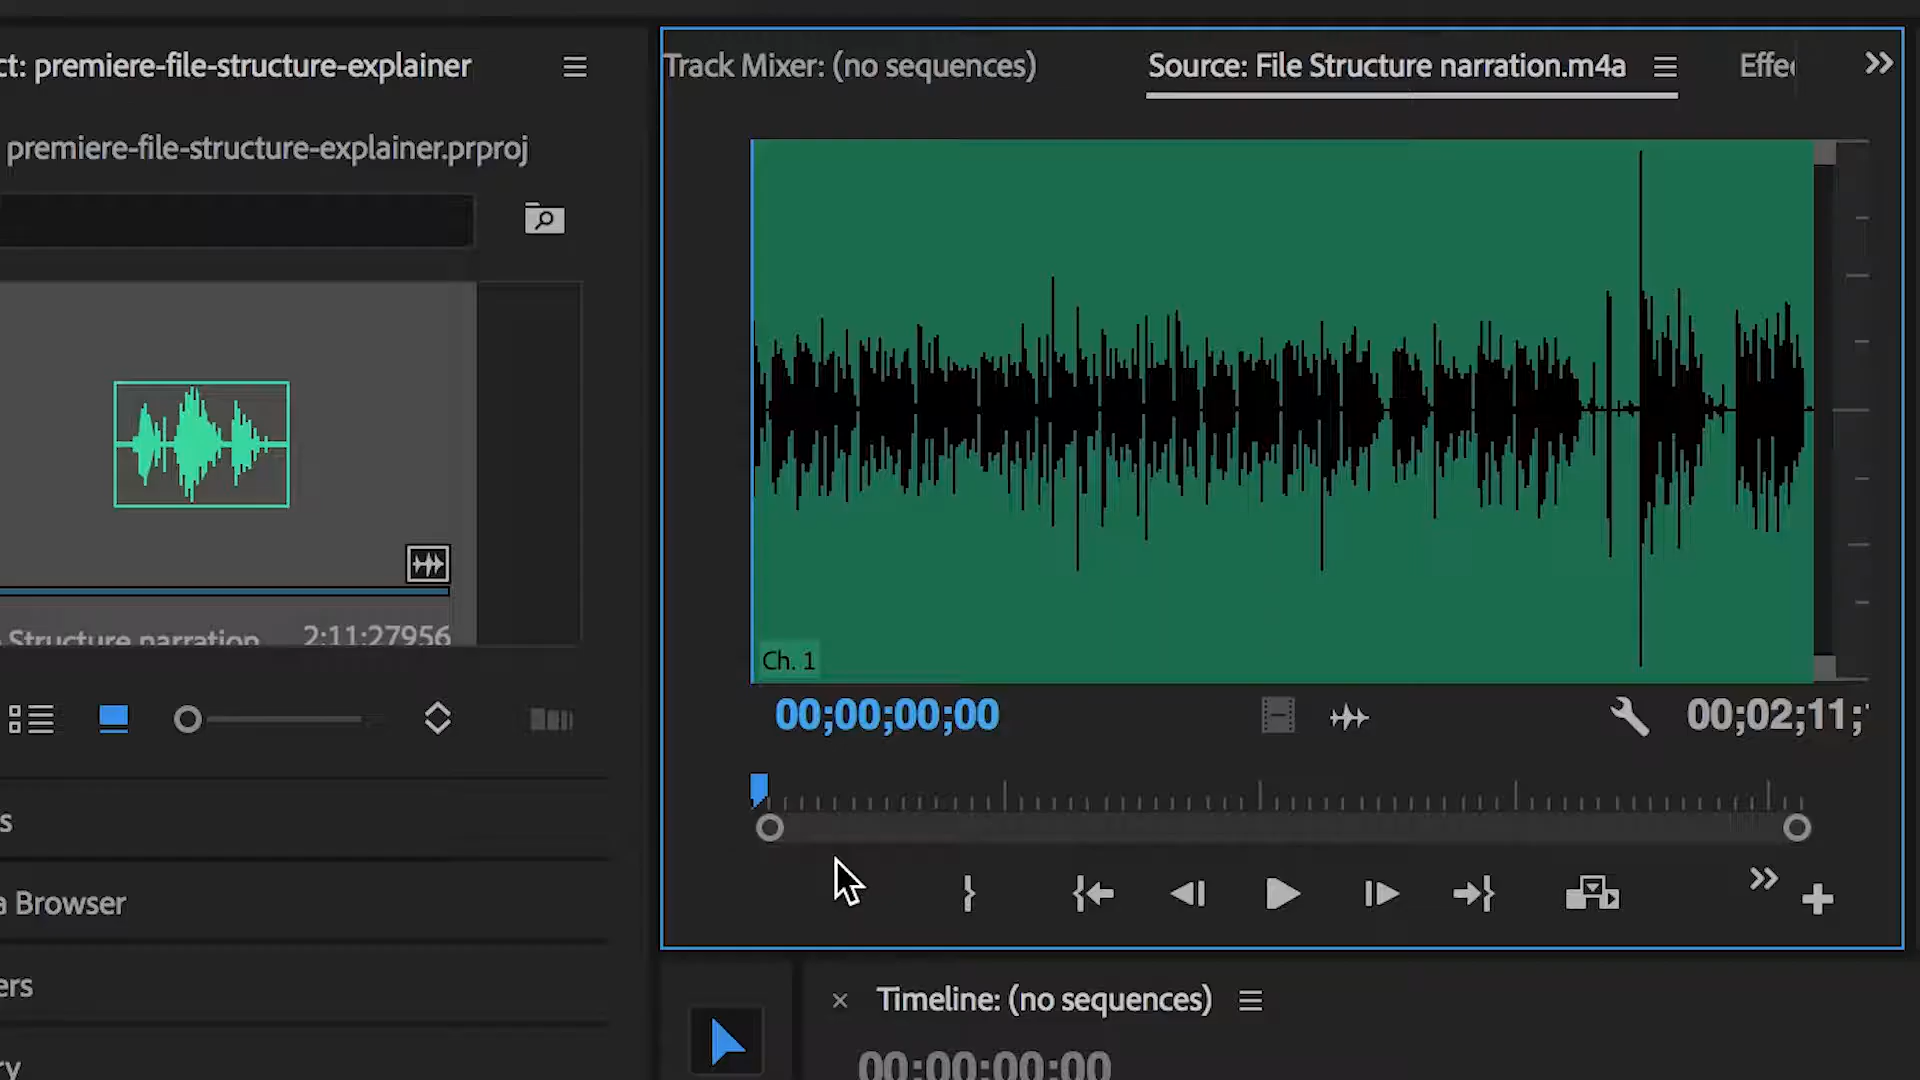 ct: premiere-file-structure-explainer
premiere-file-structure-explainer.prproj
Structure narration 2:11:27956
s
a Browser
ers
ry
Track Mixer: (no sequences)
Source: File Structure narration.m4a
Effec
Ch. 1
00;00;00;00
00;02;11;
Timeline: (no sequences)
00:00:00:00